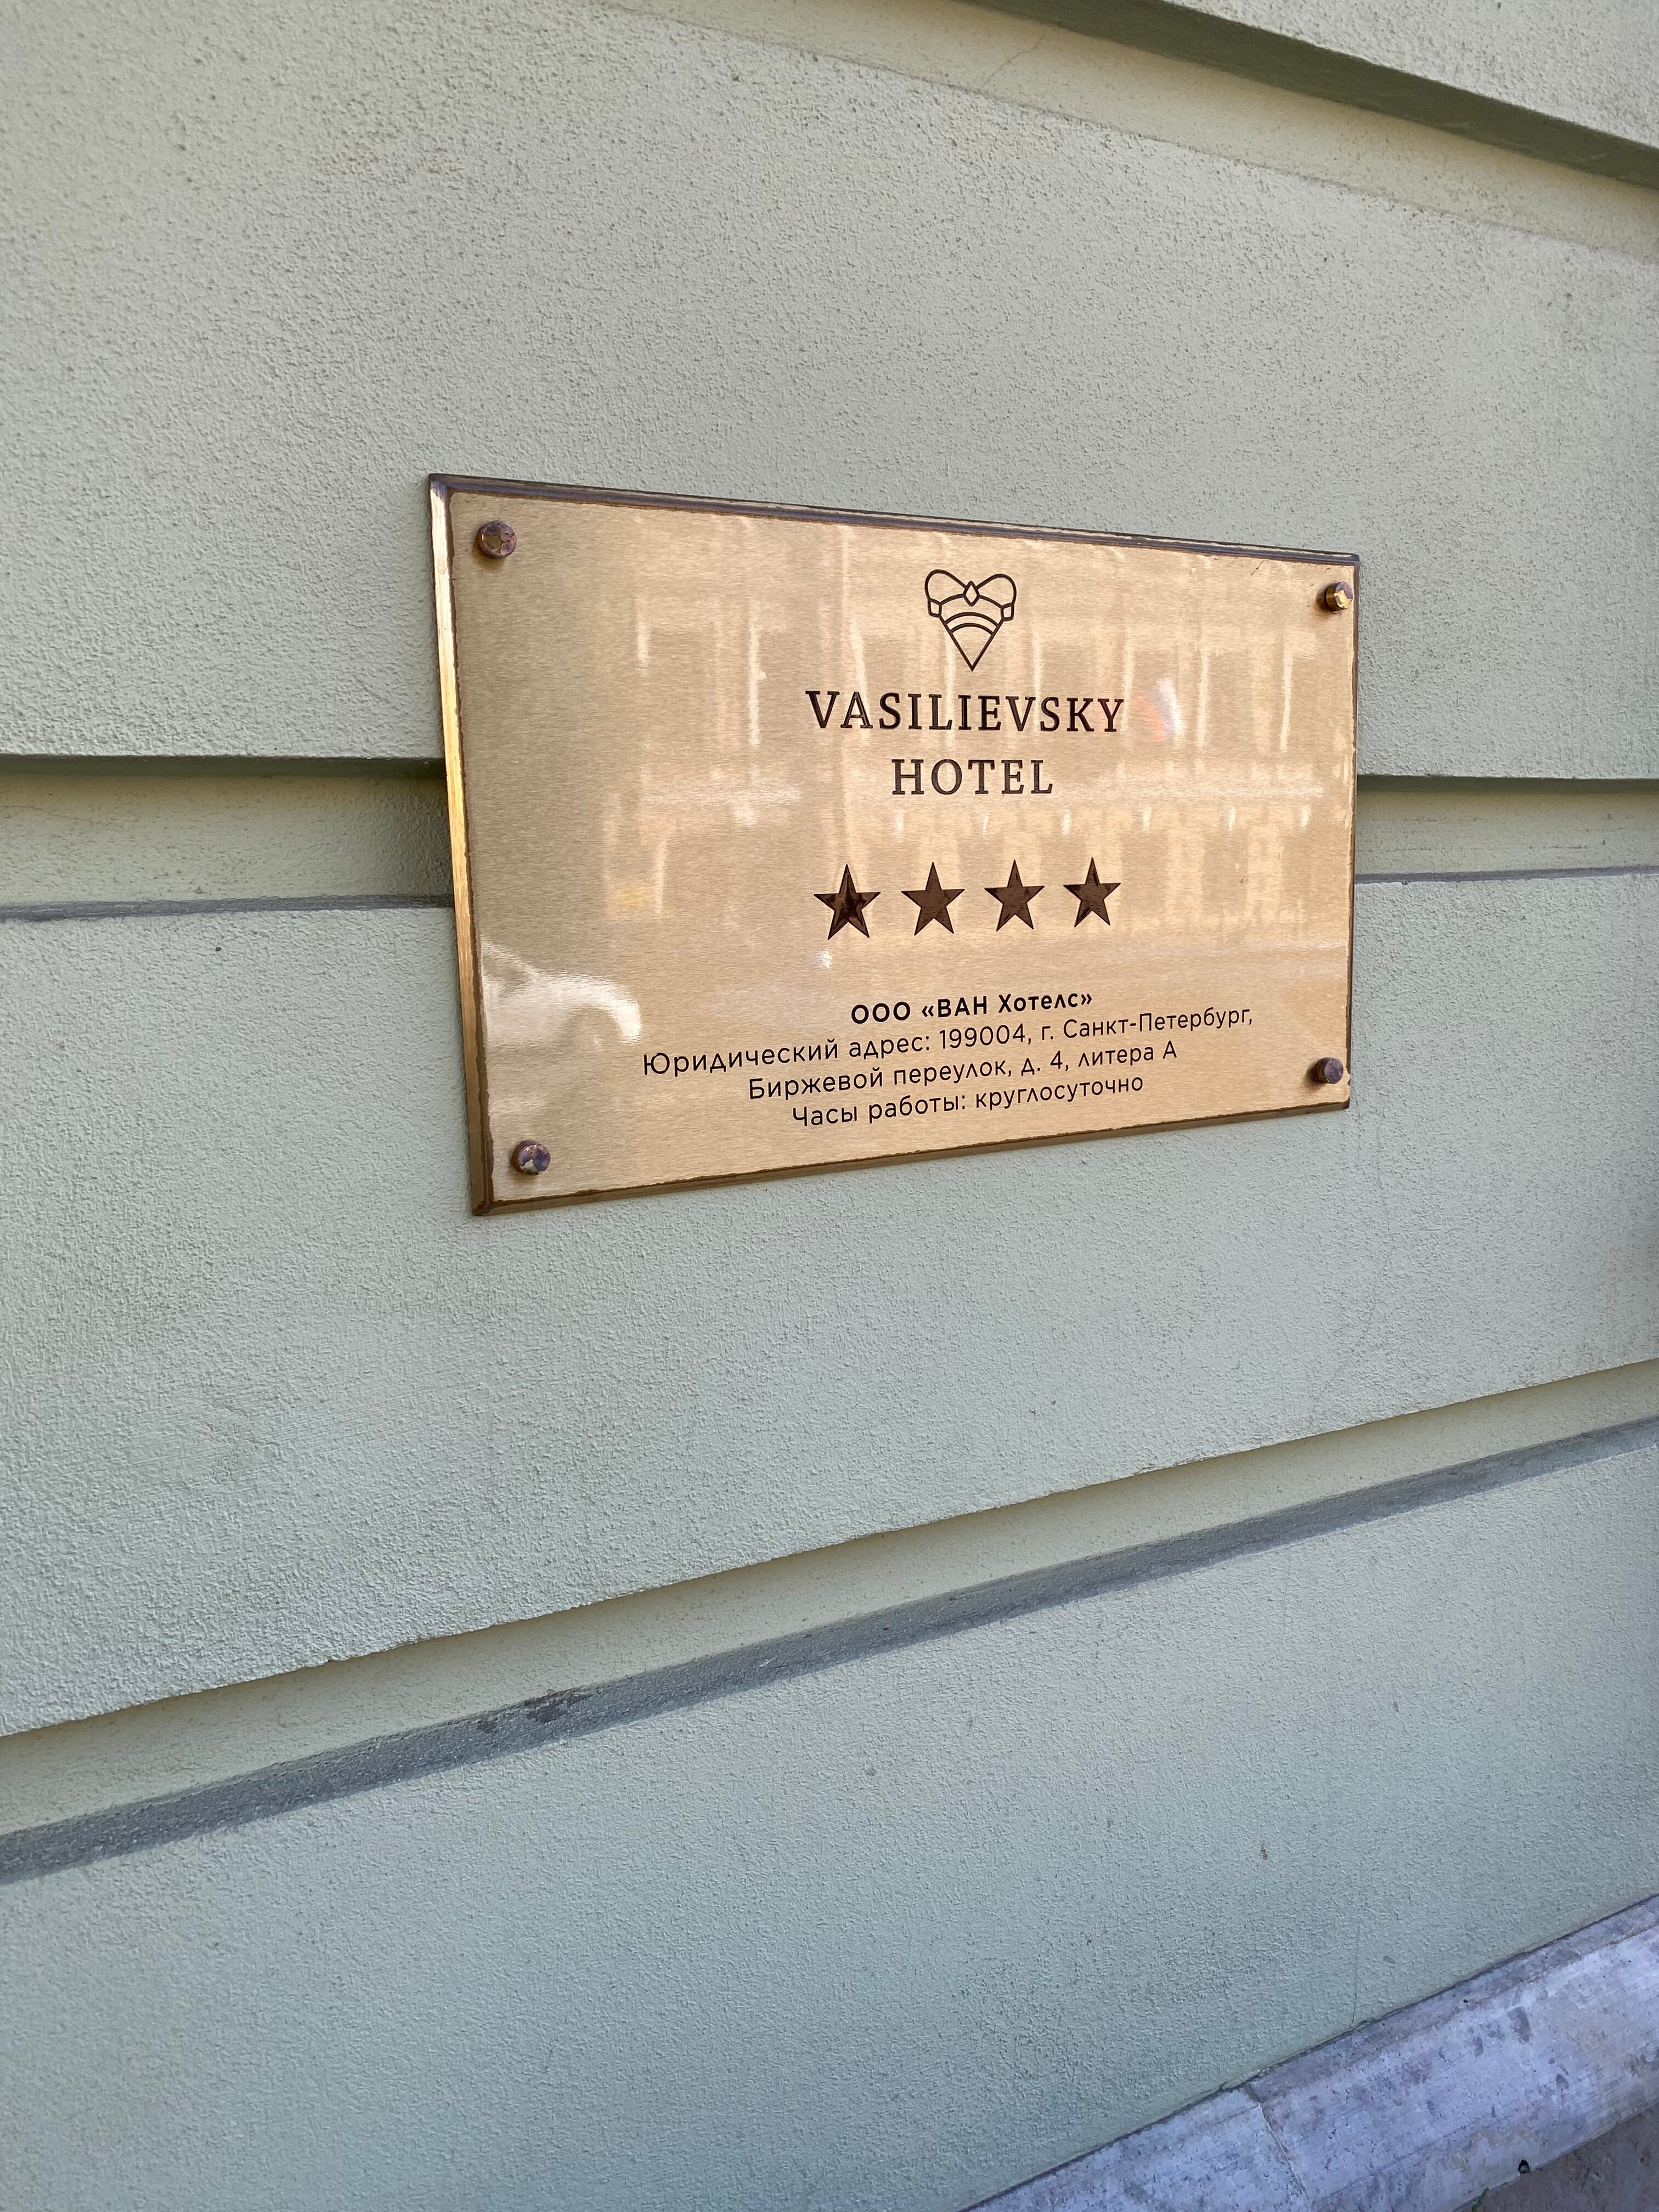 VASILIEVSKY
HOTEL
ООО «ВАН Хотелс»
Юридический адрес: 199004, г. Санкт-Петербург,
Биржевой переулок, д. 4, литера А
Часы работы: круглосуточно